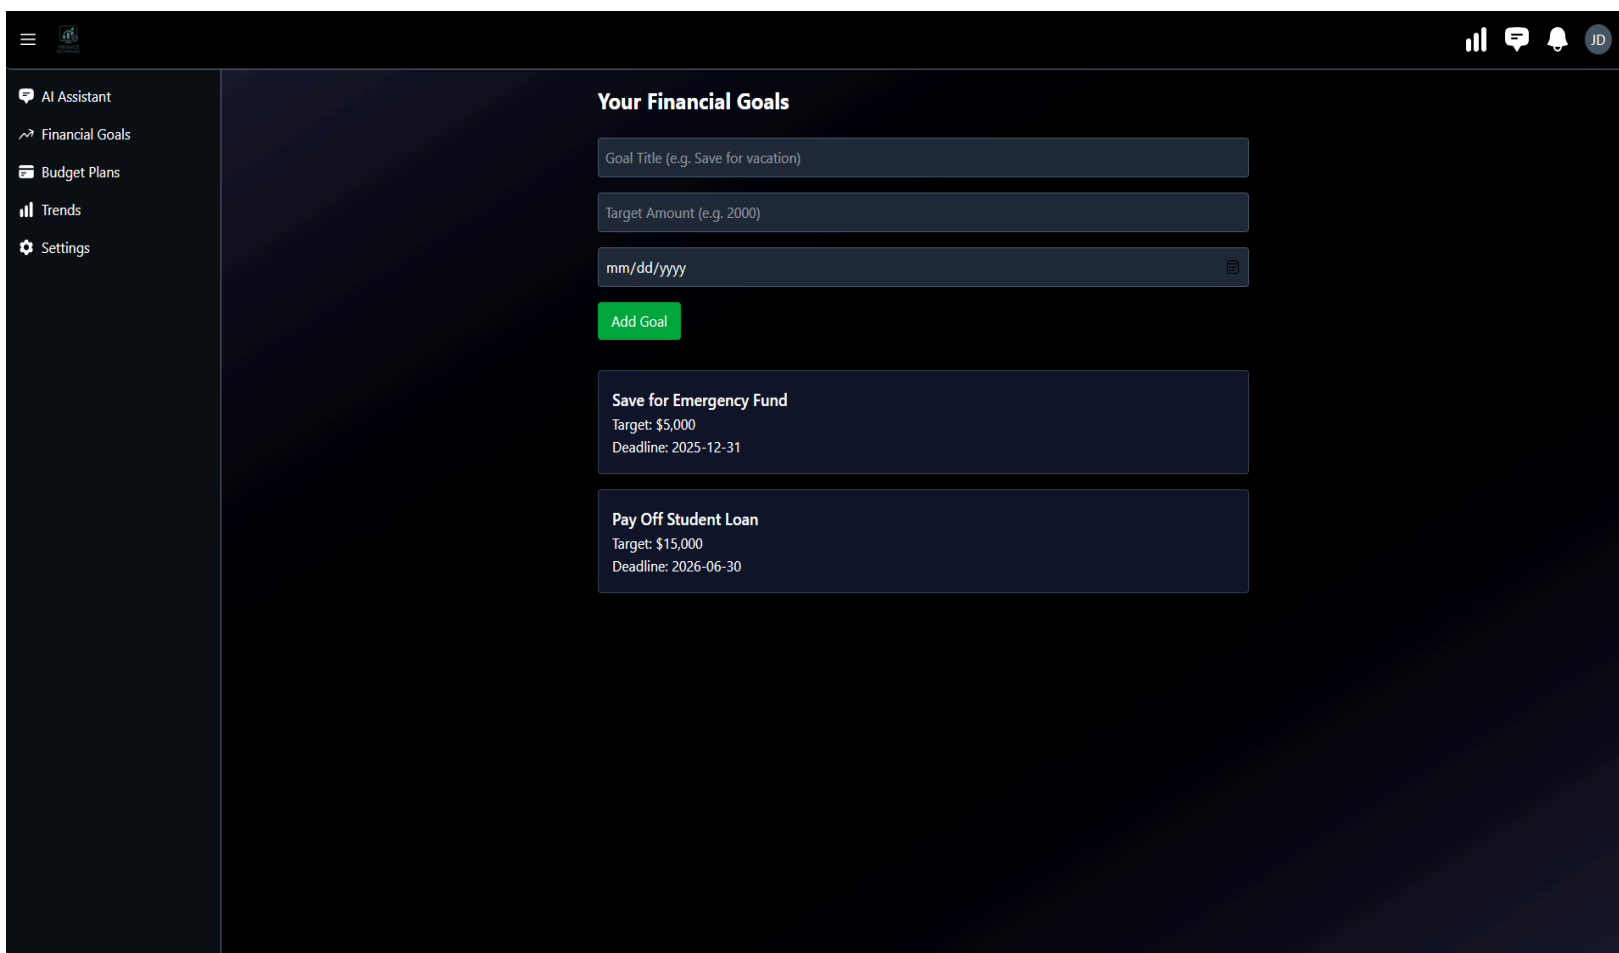 FINANCE
JD
AI Assistant
Financial Goals
Budget Plans
Trends
Settings
Your Financial Goals
Goal Title (e.g. Save for vacation)
Target Amount (e.g. 2000)
mm/dd/yyyy
Add Goal
Save for Emergency Fund
Target: $5,000
Deadline: 2025-12-31
Pay Off Student Loan
Target: $15,000
Deadline: 2026-06-30